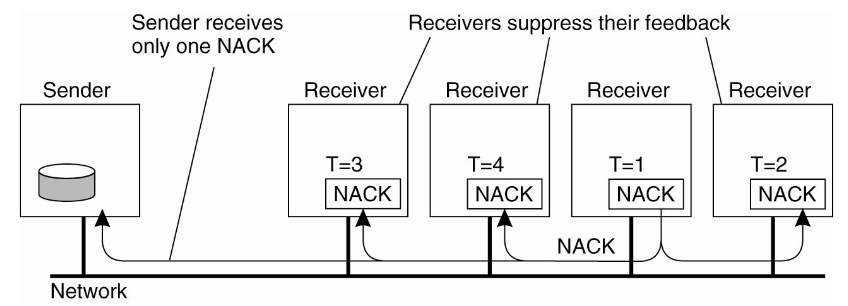 Sender receives
only one NACK
Receivers suppress their feedback
Sender
Receiver
Receiver
Receiver
Receiver
T=3
T=4
T=1
T=2
NACK
NACK
NACK
NACK
NACK
Network